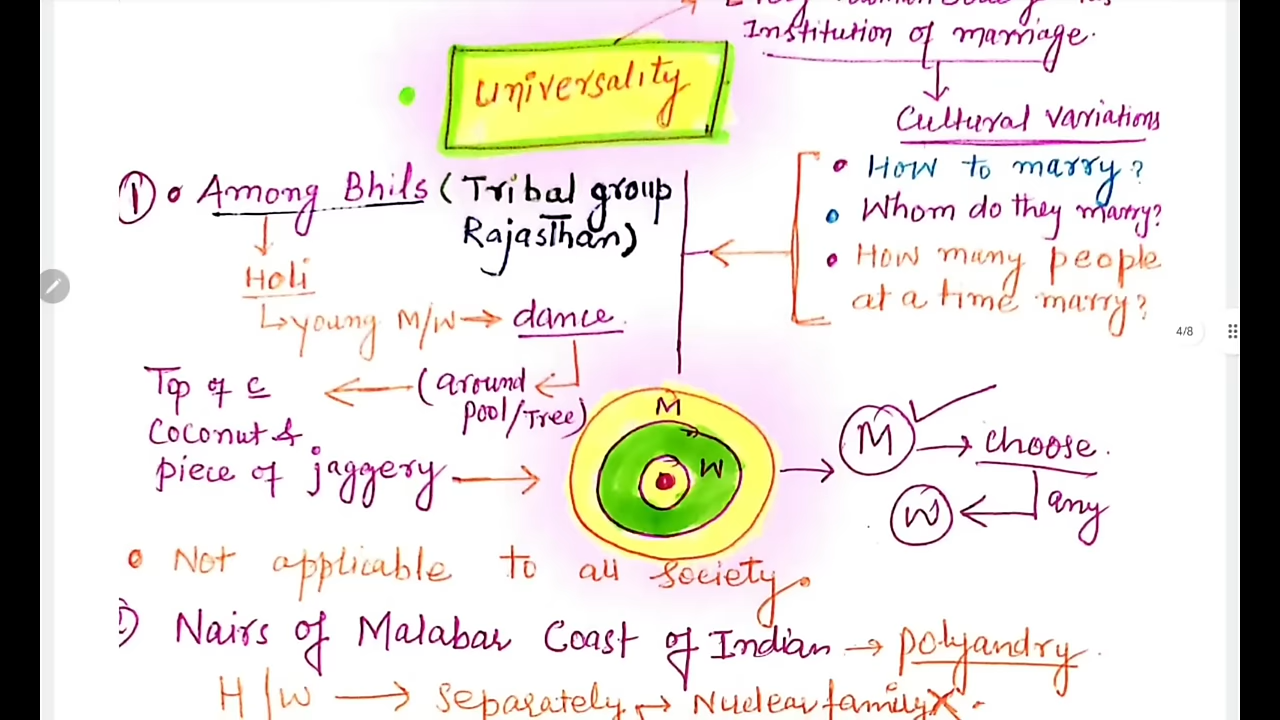 Institution of marriage.
Universality
Cultural variations
• How to marry?
• Whom do they marry?
• How many people
at a time marry?
① • Among Bhils (Tribal group
Rajasthan)
Holi
↳ young M/W → dance.
(around
pool/Tree)
Top of c
coconut &
piece of jaggery →
M
W
M → choose.
any
W
4/8
• Not applicable to all society.
Nairs of Malabar Coast of Indian → polyandry.
H/W → separately → Nuclear family X.